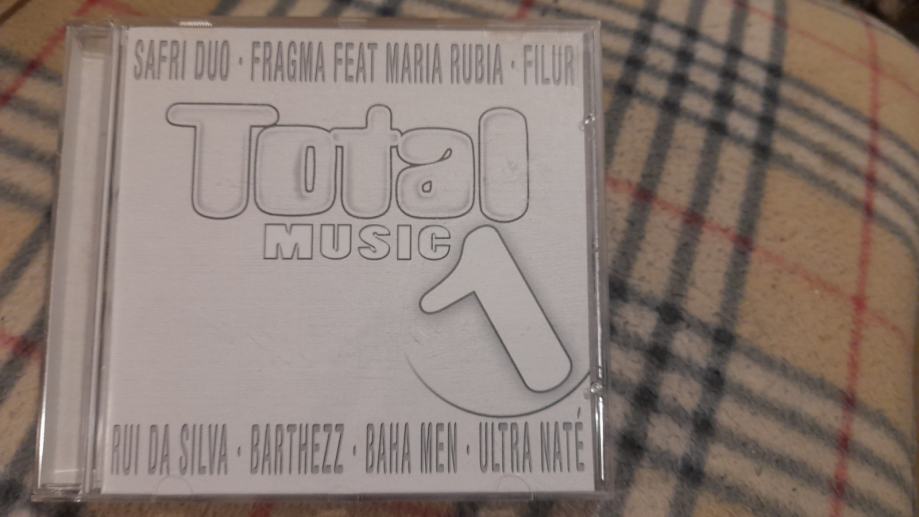 SAFRI DUO · FRAGMA FEAT MARIA RUBIA · FILUR
Total
MUSIC
1
RUI DA SILVA · BARTHEZZ · BAHA MEN · ULTRA NATÉ